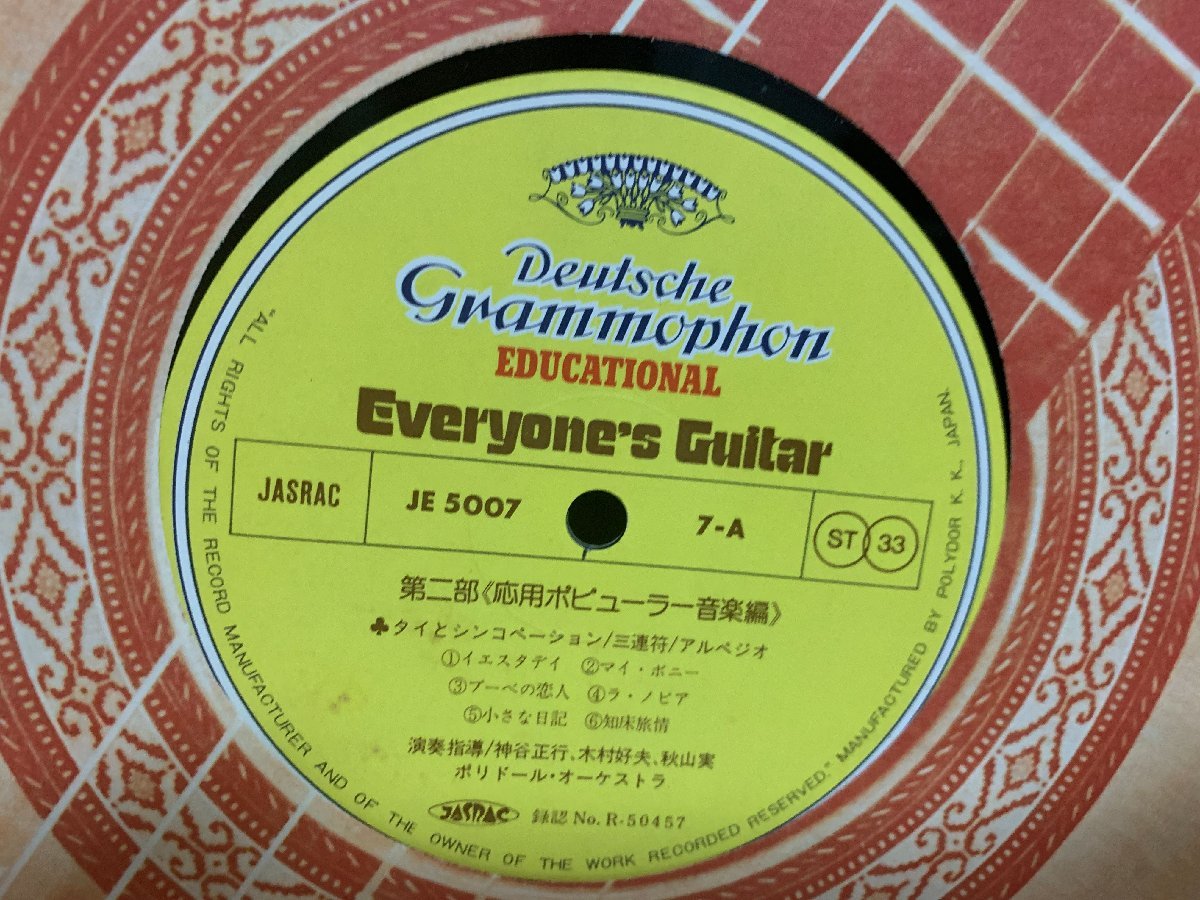 Deutsche
Grammophon
EDUCATIONAL
Everyone's Guitar
JASRAC JE 5007 7-A ST 33
第二部《応用ポピューラー音楽編》
♣タイとシンコペーション/三連符/アルペジオ
①イエスタデイ ②マイ・ボニー
③ブーベの恋人 ④ラ・ノビア
⑤小さな日記 ⑥知床旅情
演奏指導/神谷正行、木村好夫、秋山実
ポリドール・オーケストラ
JASRAC 録認 No. R-50457
"ALL RIGHTS OF THE RECORD MANUFACTURER AND OF THE OWNER OF THE WORK RECORDED RESERVED." MANUFACTURED BY POLYDOR K. K., JAPAN.